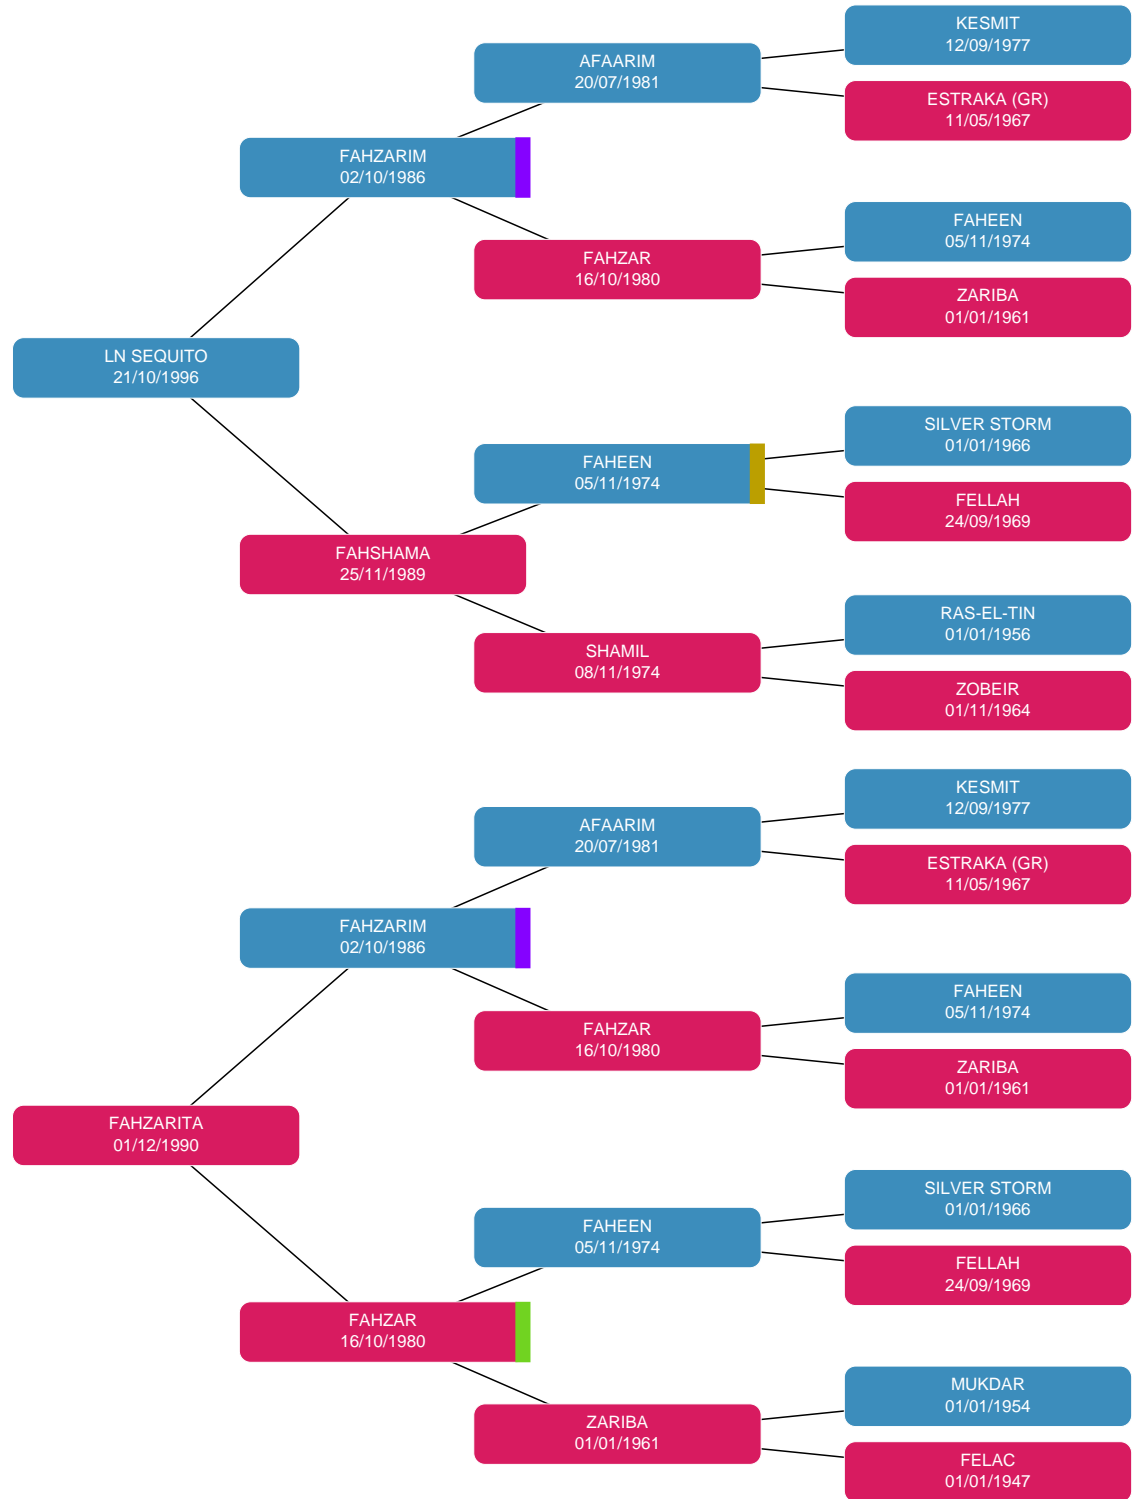 KESMIT
12/09/1977
AFAARIM
20/07/1981
ESTRAKA (GR)
11/05/1967
FAHZARIM
02/10/1986
FAHEEN
05/11/1974
FAHZAR
16/10/1980
ZARIBA
01/01/1961
LN SEQUITO
21/10/1996
SILVER STORM
01/01/1966
FAHEEN
05/11/1974
FELLAH
24/09/1969
FAHSHAMA
25/11/1989
RAS-EL-TIN
01/01/1956
SHAMIL
08/11/1974
ZOBEIR
01/11/1964
KESMIT
12/09/1977
AFAARIM
20/07/1981
ESTRAKA (GR)
11/05/1967
FAHZARIM
02/10/1986
FAHEEN
05/11/1974
FAHZAR
16/10/1980
ZARIBA
01/01/1961
FAHZARITA
01/12/1990
SILVER STORM
01/01/1966
FAHEEN
05/11/1974
FELLAH
24/09/1969
FAHZAR
16/10/1980
MUKDAR
01/01/1954
ZARIBA
01/01/1961
FELAC
01/01/1947